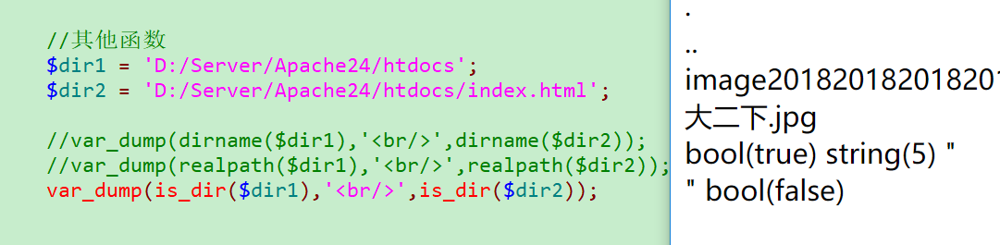 //其他函数
$dir1 = 'D:/Server/Apache24/htdocs';
$dir2 = 'D:/Server/Apache24/htdocs/index.html';
//var_dump(dirname($dir1),'<br/>',dirname($dir2));
//var_dump(realpath($dir1),'<br/>',realpath($dir2));
var_dump(is_dir($dir1),'<br/>',is_dir($dir2));
.
..
image20182018201820
大二下.jpg
bool(true) string(5) "
" bool(false)